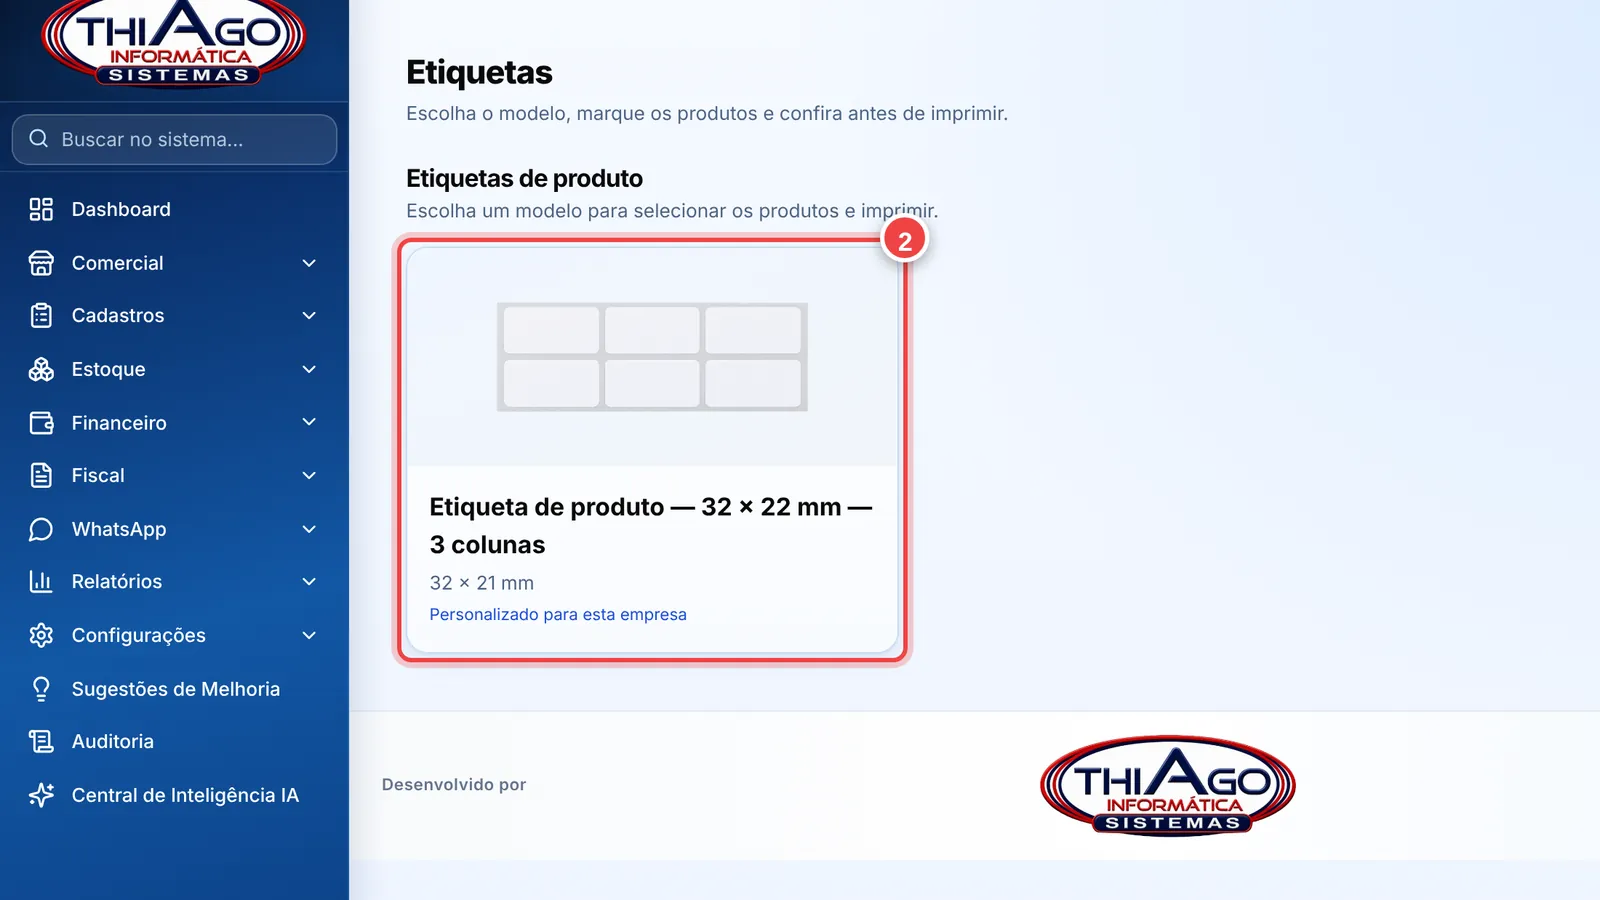 THIAGO
INFORMÁTICA
SISTEMAS
Buscar no sistema...
Dashboard
Comercial
Cadastros
Estoque
Financeiro
Fiscal
WhatsApp
Relatórios
Configurações
Sugestões de Melhoria
Auditoria
Central de Inteligência IA
Etiquetas
Escolha o modelo, marque os produtos e confira antes de imprimir.
Etiquetas de produto
Escolha um modelo para selecionar os produtos e imprimir.
2
Etiqueta de produto — 32 × 22 mm —
3 colunas
32 × 21 mm
Personalizado para esta empresa
Desenvolvido por
THIAGO
INFORMÁTICA
SISTEMAS